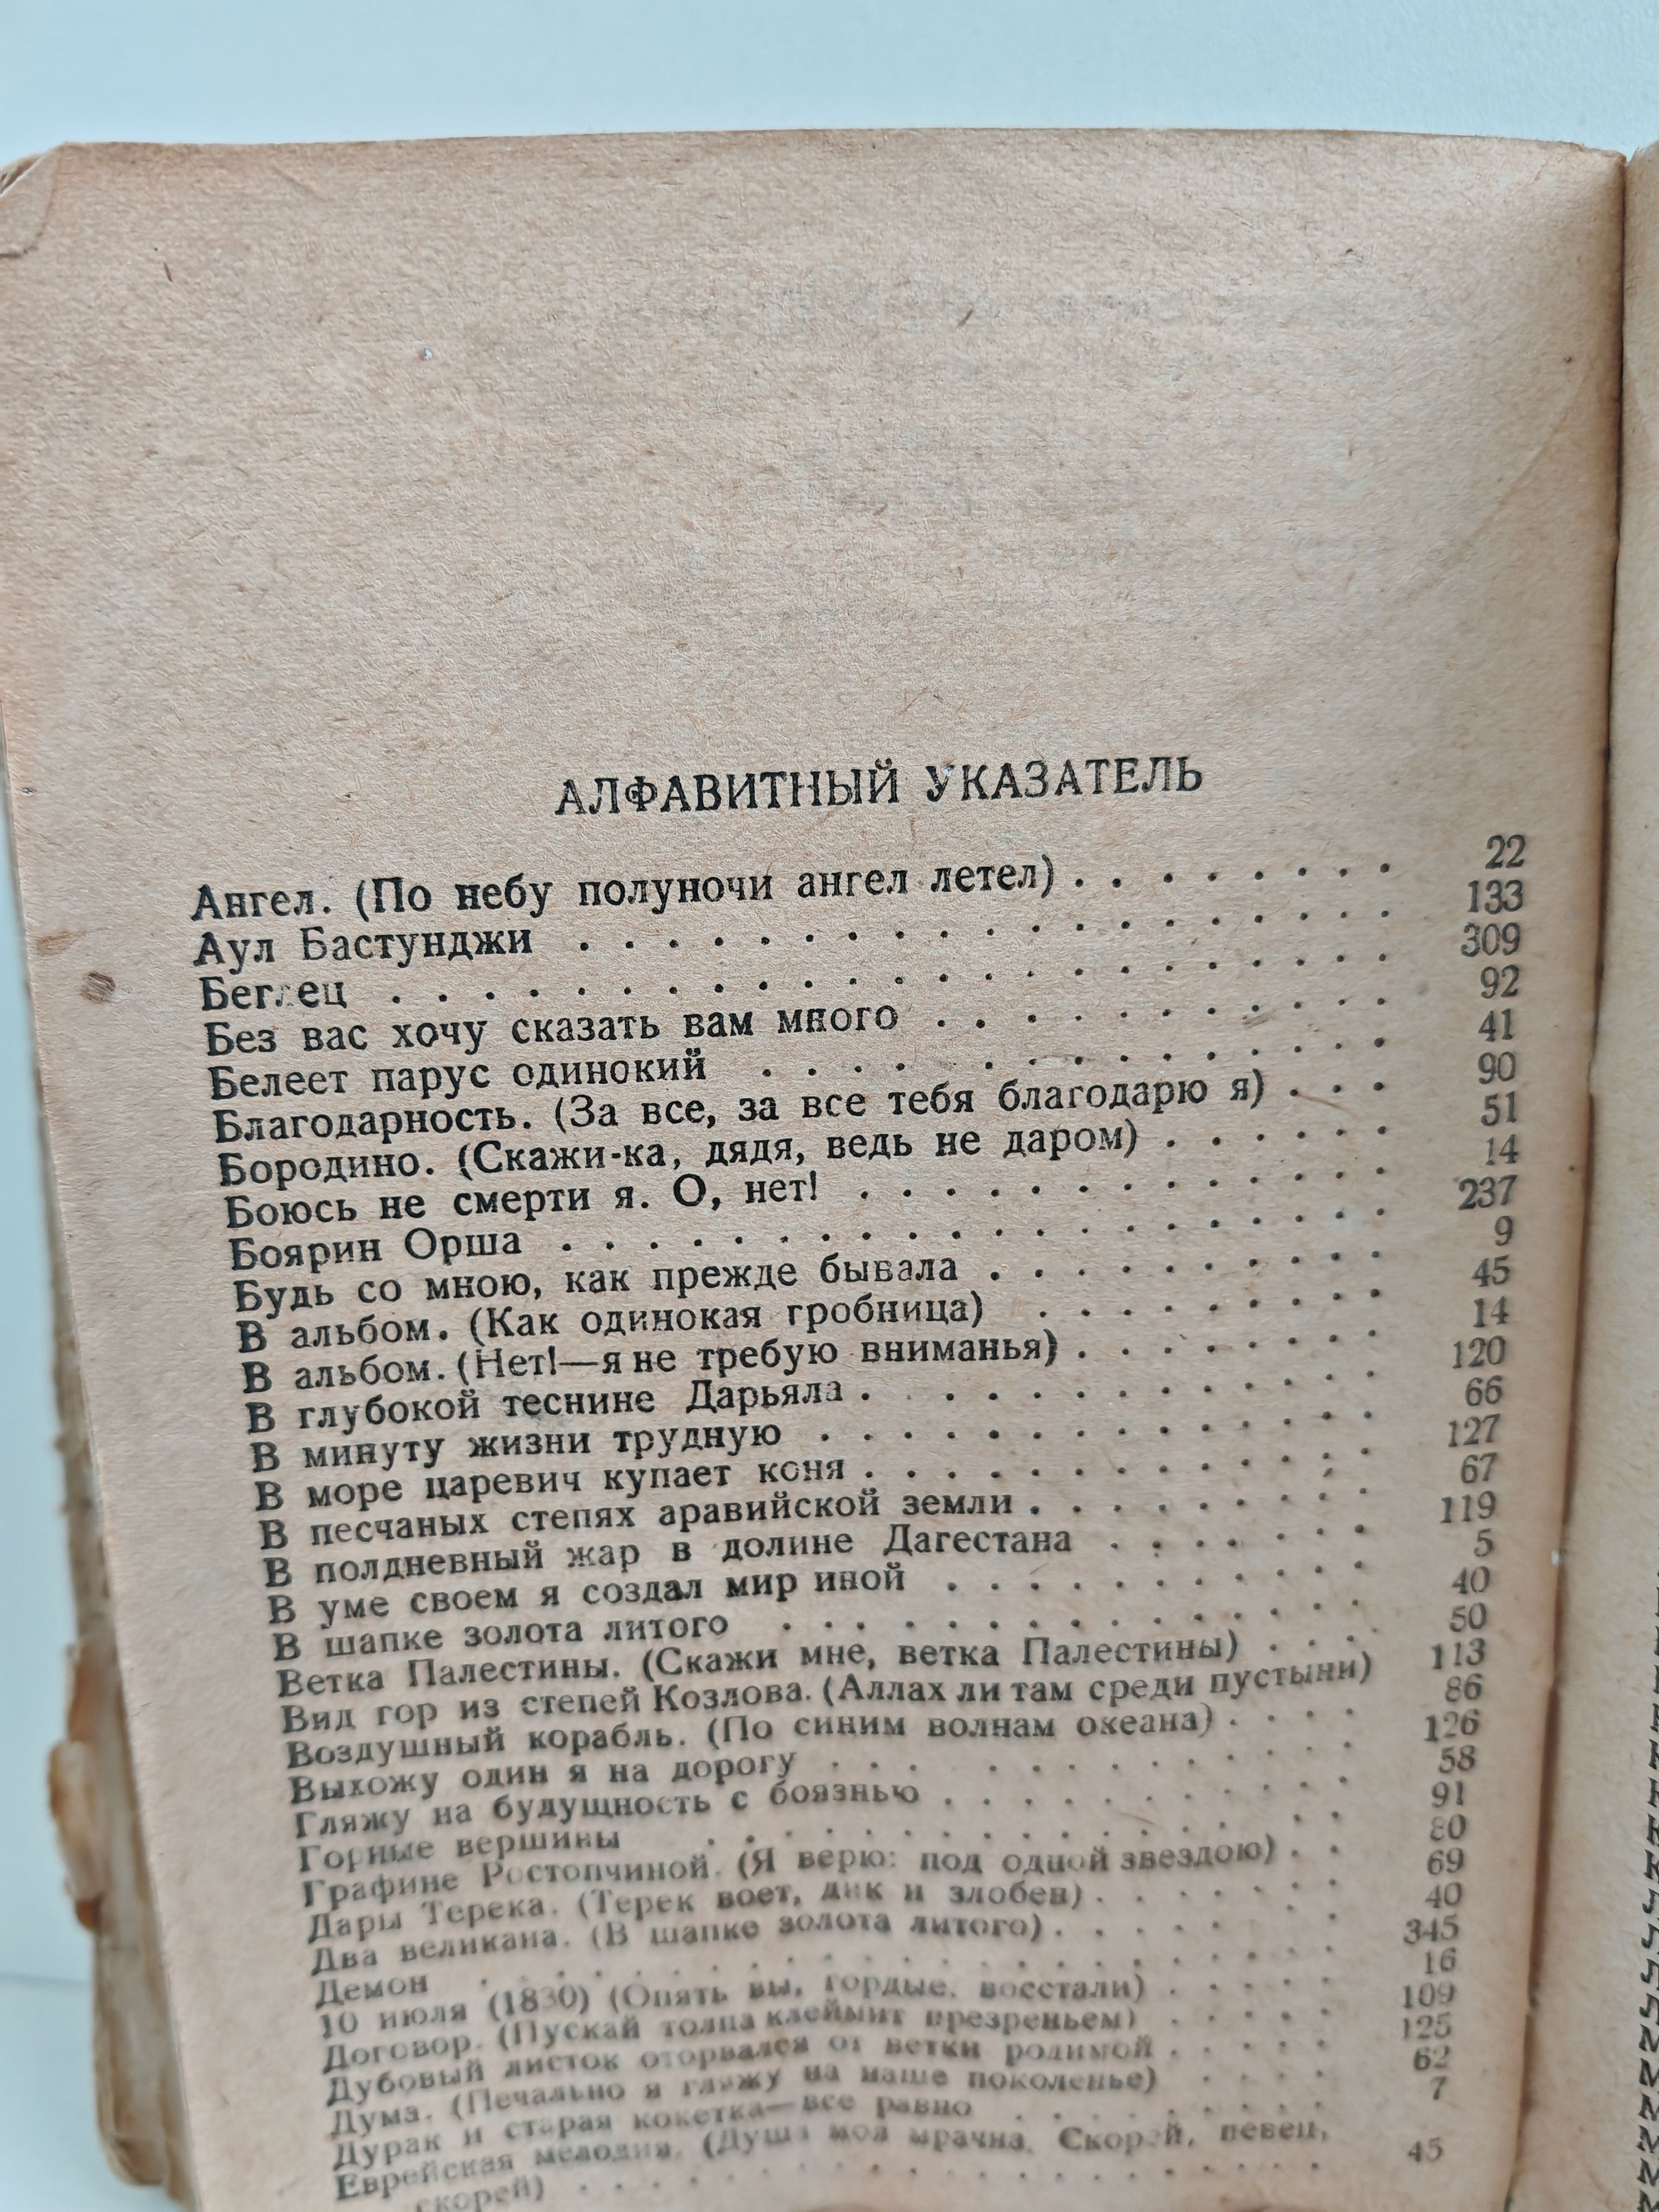 АЛФАВИТНЫЙ УКАЗАТЕЛЬ
Ангел. (По небу полуночи ангел летел) . . . . . . . . 22
Аул Бастунджи . . . . . . . . . . . . . . . . . . 133
Беглец . . . . . . . . . . . . . . . . . . . . . . 309
Без вас хочу сказать вам много . . . . . . . . . . . 92
Белеет парус одинокий . . . . . . . . . . . . . . 41
Благодарность. (За все, за все тебя благодарю я) . . . 90
Бородино. (Скажи-ка, дядя, ведь не даром) . . . . . . 51
Боюсь не смерти я. О, нет! . . . . . . . . . . . . 14
Боярин Орша . . . . . . . . . . . . . . . . . . . 237
Будь со мною, как прежде бывала . . . . . . . . . . 9
В альбом. (Как одинокая гробница) . . . . . . . . . 45
В альбом. (Нет!—я не требую вниманья) . . . . . . . . 14
В глубокой теснине Дарьяла . . . . . . . . . . . . 120
В минуту жизни трудную . . . . . . . . . . . . . 66
В море царевич купает коня . . . . . . . . . . . . 127
В песчаных степях аравийской земли . . . . . . . . . 67
В полдневный жар в долине Дагестана . . . . . . . 119
В уме своем я создал мир иной . . . . . . . . . . . 5
В шапке золота литого . . . . . . . . . . . . . . 40
Ветка Палестины. (Скажи мне, ветка Палестины) . . . . 50
Вид гор из степей Козлова. (Аллах ли там среди пустыни) 113
Воздушный корабль. (По синим волнам океана) . . . . 86
Выхожу один я на дорогу . . . . . . . . . . . . 126
Гляжу на будущность с боязнью . . . . . . . . . . 58
Горные вершины . . . . . . . . . . . . . . . . 91
Графине Ростопчиной. (Я верю: под одной звездою) . . 80
Дары Терека. (Терек воет, дик и злобен) . . . . . . . 69
Два великана. (В шапке золота литого) . . . . . . . . 40
Демон . . . . . . . . . . . . . . . . . . . . . . 345
10 июля (1830) (Опять вы, гордые, восстали) . . . . . 16
Договор. (Пускай толпа клеймит презреньем) . . . . . 109
Дубовый листок оторвался от ветки родимой . . . . . 125
Дума. (Печально я гляжу на наше поколенье) . . . . 62
Дурак и старая кокетка—все равно . . . . . . . . . 7
Еврейская мелодия. (Душа моя мрачна. Скорей, певец,
скорей) . . . . . . . . . . . . . . . . . . 45